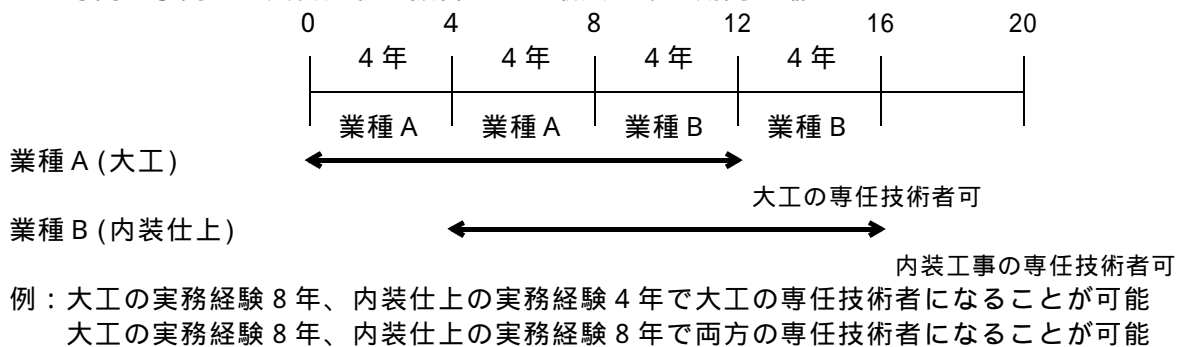 0 4 8 12 16 20
4年 4年 4年 4年
業種A 業種A 業種B 業種B
業種A(大工)
大工の専任技術者可
業種B(内装仕上)
内装工事の専任技術者可
例:大工の実務経験8年、内装仕上の実務経験4年で大工の専任技術者になることが可能
大工の実務経験8年、内装仕上の実務経験8年で両方の専任技術者になることが可能